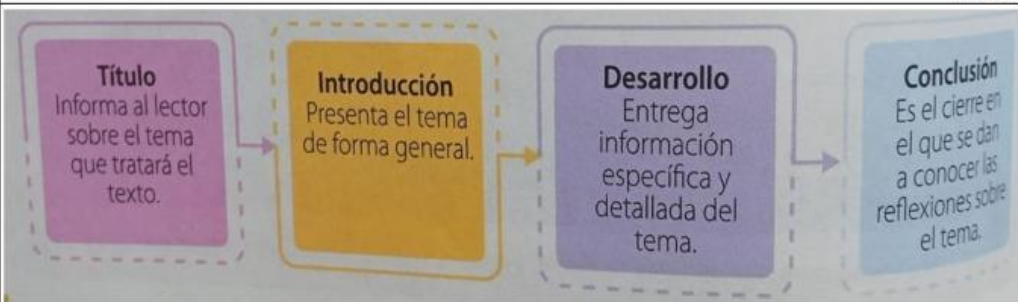 Título
Informa al lector
sobre el tema
que tratará el
texto.
Introducción
Presenta el tema
de forma general.
Desarrollo
Entrega
información
específica y
detallada del
tema.
Conclusión
Es el cierre en
el que se dan
a conocer las
reflexiones sobre
el tema.